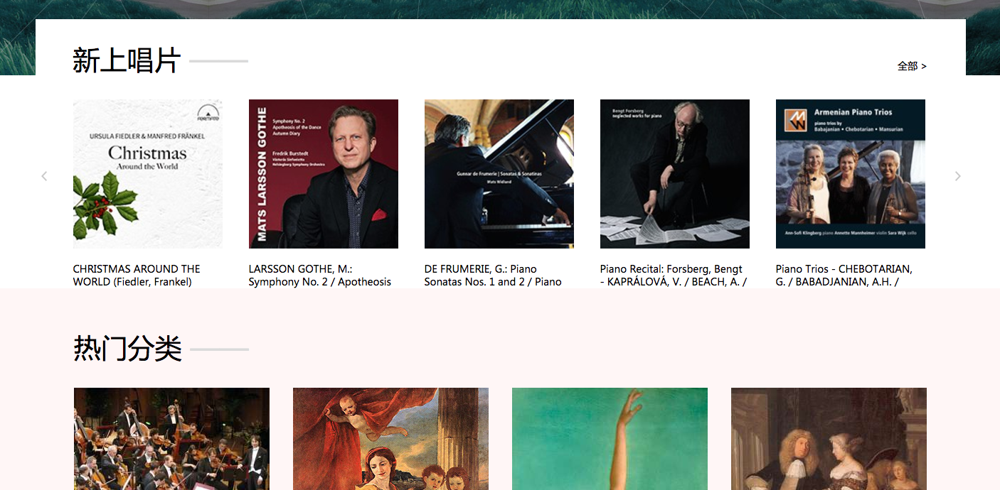 新上唱片
全部 >
FERMATE
URSULA FIEDLER & MANFRED FRÄNKEL
Christmas
Around the World
MATS LARSSON GOTHE
Symphony No. 2
Apotheosis of the Dance
Autumn Diary
Fredrik Burstedt
Västerås Sinfonietta
Helsingborg Symphony Orchestra
Gunnar de Frumerie | Sonatas & Sonatinas
Mats Widlund
Bengt Forsberg
neglected works for piano
Armenian Piano Trios
piano trios by
Babajanian • Chebotarian • Mansurian
Ann-Sofi Klingberg piano Annette Mannheimer violin Sara Wijk cello
CHRISTMAS AROUND THE
WORLD (Fiedler, Frankel)
LARSSON GOTHE, M.:
Symphony No. 2 / Apotheosis
DE FRUMERIE, G.: Piano
Sonatas Nos. 1 and 2 / Piano
Piano Recital: Forsberg, Bengt
- KAPRÁLOVÁ, V. / BEACH, A. /
Piano Trios - CHEBOTARIAN,
G. / BABADJANIAN, A.H. /
热门分类